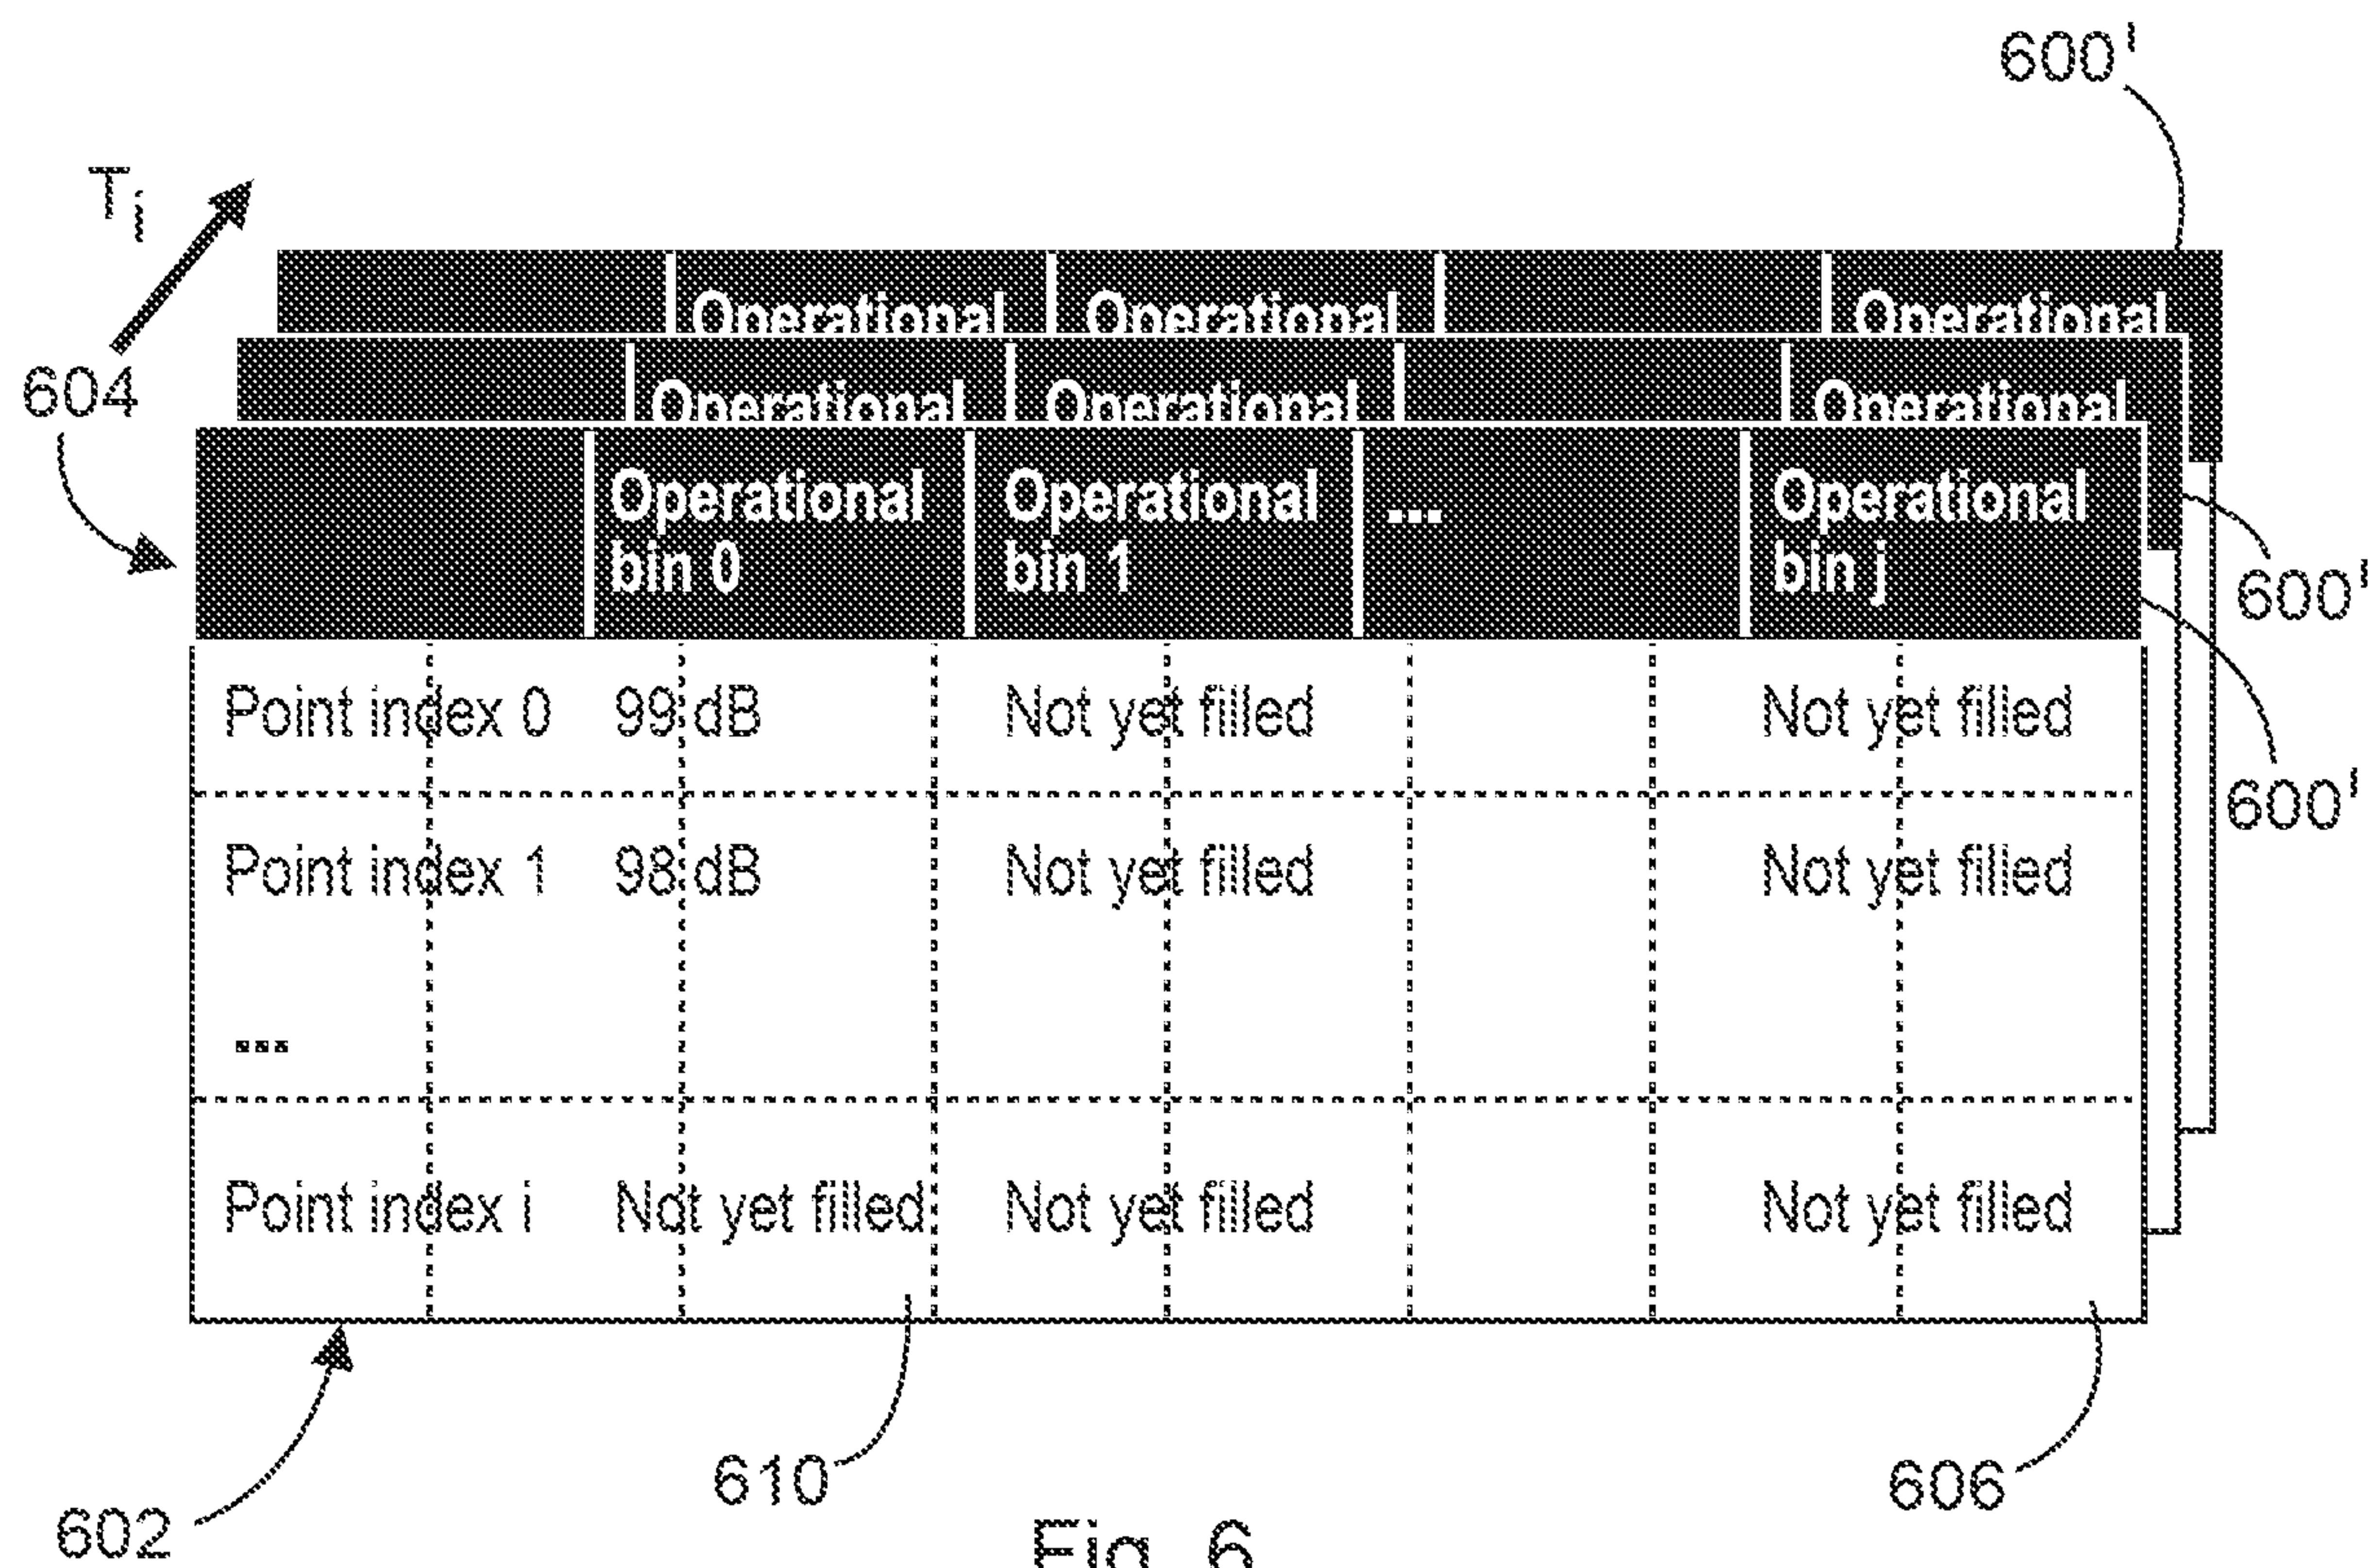 600'
Ti
Operational Operational Operational
604
Operational Operational Operational
Operational bin 0 Operational bin 1 ... Operational bin j
600'
Point index 0 99 dB Not yet filled Not yet filled
600'
Point index 1 98 dB Not yet filled Not yet filled
...
Point index i Not yet filled Not yet filled Not yet filled
610
606
602
Fig. 6